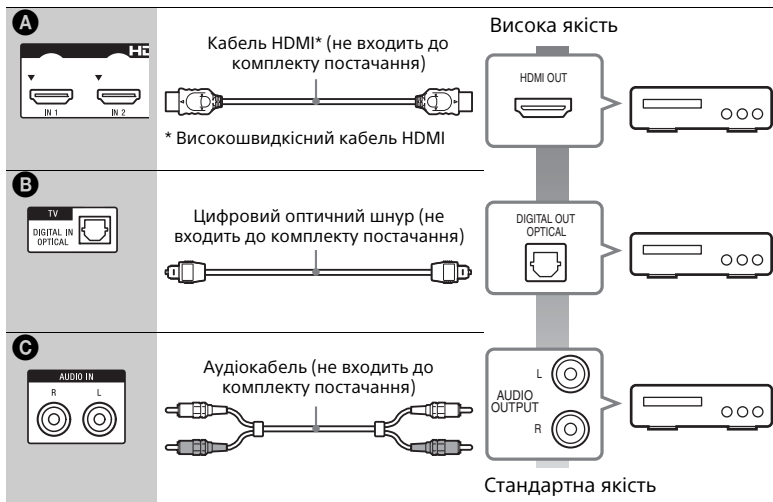 A
HD
IN 1
IN 2
Кабель HDMI* (не входить до
комплекту постачання)
* Високошвидкісний кабель HDMI
Висока якість
HDMI OUT
B
TV
DIGITAL IN
OPTICAL
Цифровий оптичний шнур (не
входить до комплекту постачання)
DIGITAL OUT
OPTICAL
C
AUDIO IN
R L
Аудіокабель (не входить до
комплекту постачання)
L
AUDIO
OUTPUT
R
Стандартна якість